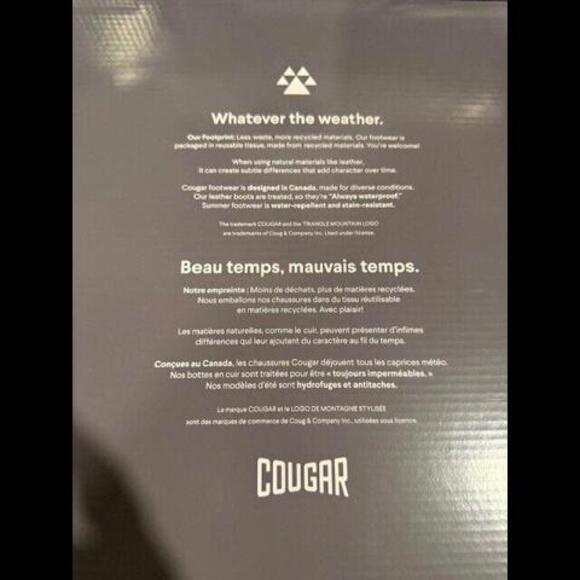 Whatever the weather.
Our Footprint: Less waste, more recycled materials. Our footwear is
packaged in reusable tissue, made from recycled materials. You're welcome!
When using natural materials like leather,
it can create subtle differences that add character over time.
Cougar footwear is designed in Canada, made for diverse conditions.
Our leather boots are treated, so they're "Always waterproof."
Summer footwear is water-repellent and stain-resistant.
The trademark COUGAR and the TRIANGLE MOUNTAIN LOGO
are trademarks of Coug & Company Inc. Used under license.
Beau temps, mauvais temps.
Notre empreinte : Moins de déchets, plus de matières recyclées.
Nous emballons nos chaussures dans du tissu réutilisable
en matières recyclées. Avec plaisir!
Les matières naturelles, comme le cuir, peuvent présenter d'infimes
différences qui leur ajoutent du caractère au fil du temps.
Conçues au Canada, les chaussures Cougar déjouent tous les caprices météo.
Nos bottes en cuir sont traitées pour être « toujours imperméables. »
Nos modèles d'été sont hydrofuges et antitaches.
La marque COUGAR et le LOGO DE MONTAGNE STYLISÉE
sont des marques de commerce de Coug & Company Inc., utilisées sous licence.
COUGAR